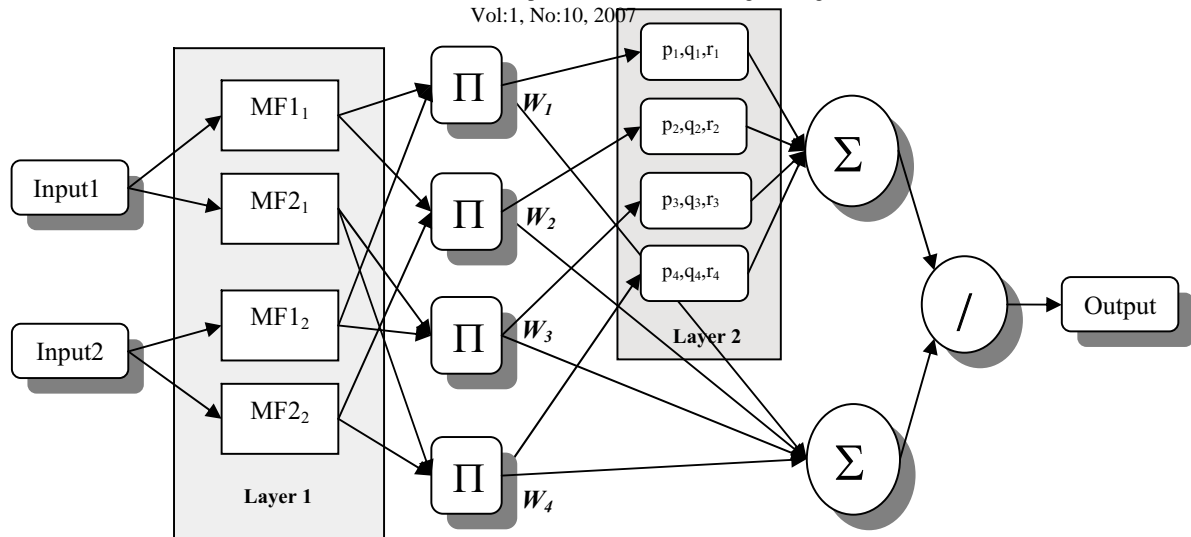 Vol:1, No:10, 2007
Input1
Input2
MF1₁
MF2₁
MF1₂
MF2₂
Layer 1
Π
Π
Π
Π
W₁
W₂
W₃
W₄
p₁,q₁,r₁
p₂,q₂,r₂
p₃,q₃,r₃
p₄,q₄,r₄
Layer 2
Σ
Σ
/
Output